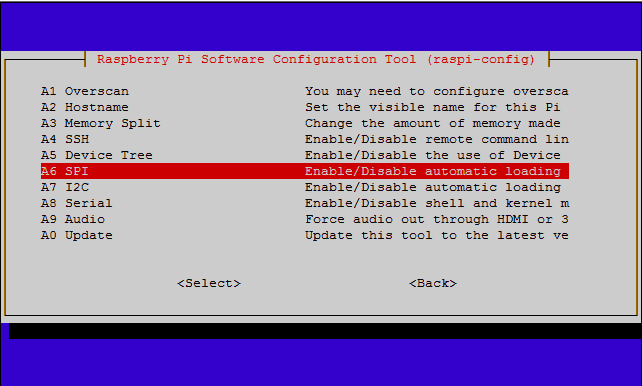 Raspberry Pi Software Configuration Tool (raspi-config)
A1 Overscan You may need to configure oversca
A2 Hostname Set the visible name for this Pi
A3 Memory Split Change the amount of memory made
A4 SSH Enable/Disable remote command lin
A5 Device Tree Enable/Disable the use of Device
A6 SPI Enable/Disable automatic loading
A7 I2C Enable/Disable automatic loading
A8 Serial Enable/Disable shell and kernel m
A9 Audio Force audio out through HDMI or 3
A0 Update Update this tool to the latest ve
<Select> <Back>